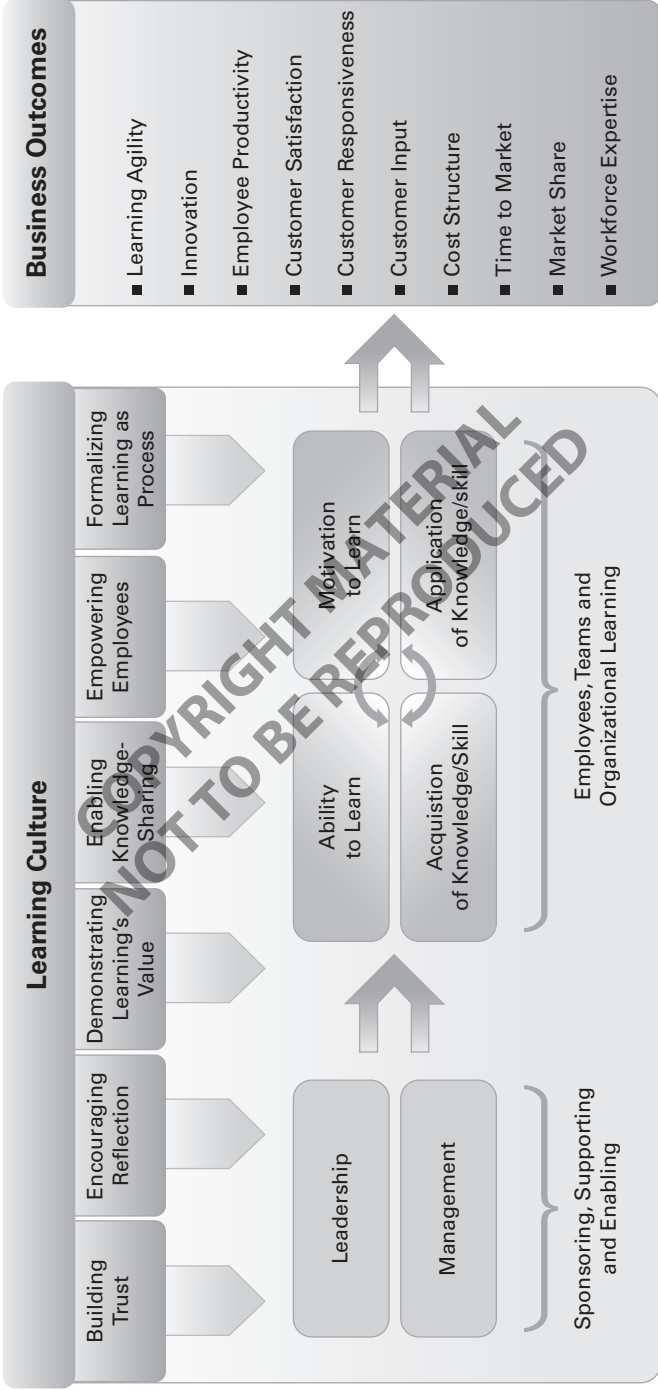 Learning Culture
Building
Trust
Encouraging
Reflection
Demonstrating
Learning's
Value
Enabling
Knowledge-
Sharing
Empowering
Employees
Formalizing
Learning as
Process
Leadership
Management
Sponsoring, Supporting
and Enabling
Ability
to Learn
Motivation
to Learn
Acquistion
of Knowledge/Skill
Application
of Knowledge/skill
Employees, Teams and
Organizational Learning
Business Outcomes
■ Learning Agility
■ Innovation
■ Employee Productivity
■ Customer Satisfaction
■ Customer Responsiveness
■ Customer Input
■ Cost Structure
■ Time to Market
■ Market Share
■ Workforce Expertise
COPYRIGHT MATERIAL
NOT TO BE REPRODUCED